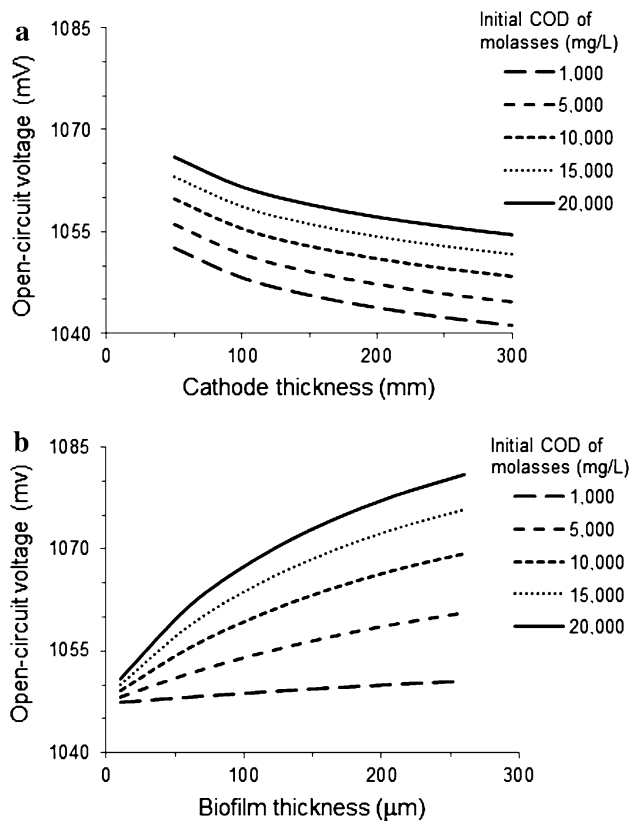 a
Initial COD of
molasses (mg/L)
1,000
5,000
10,000
15,000
20,000
Open-circuit voltage (mV)
1085
1070
1055
1040
0
100
200
300
Cathode thickness (mm)
b
Initial COD of
molasses (mg/L)
1,000
5,000
10,000
15,000
20,000
Open-circuit voltage (mv)
1085
1070
1055
1040
0
100
200
300
Biofilm thickness (μm)